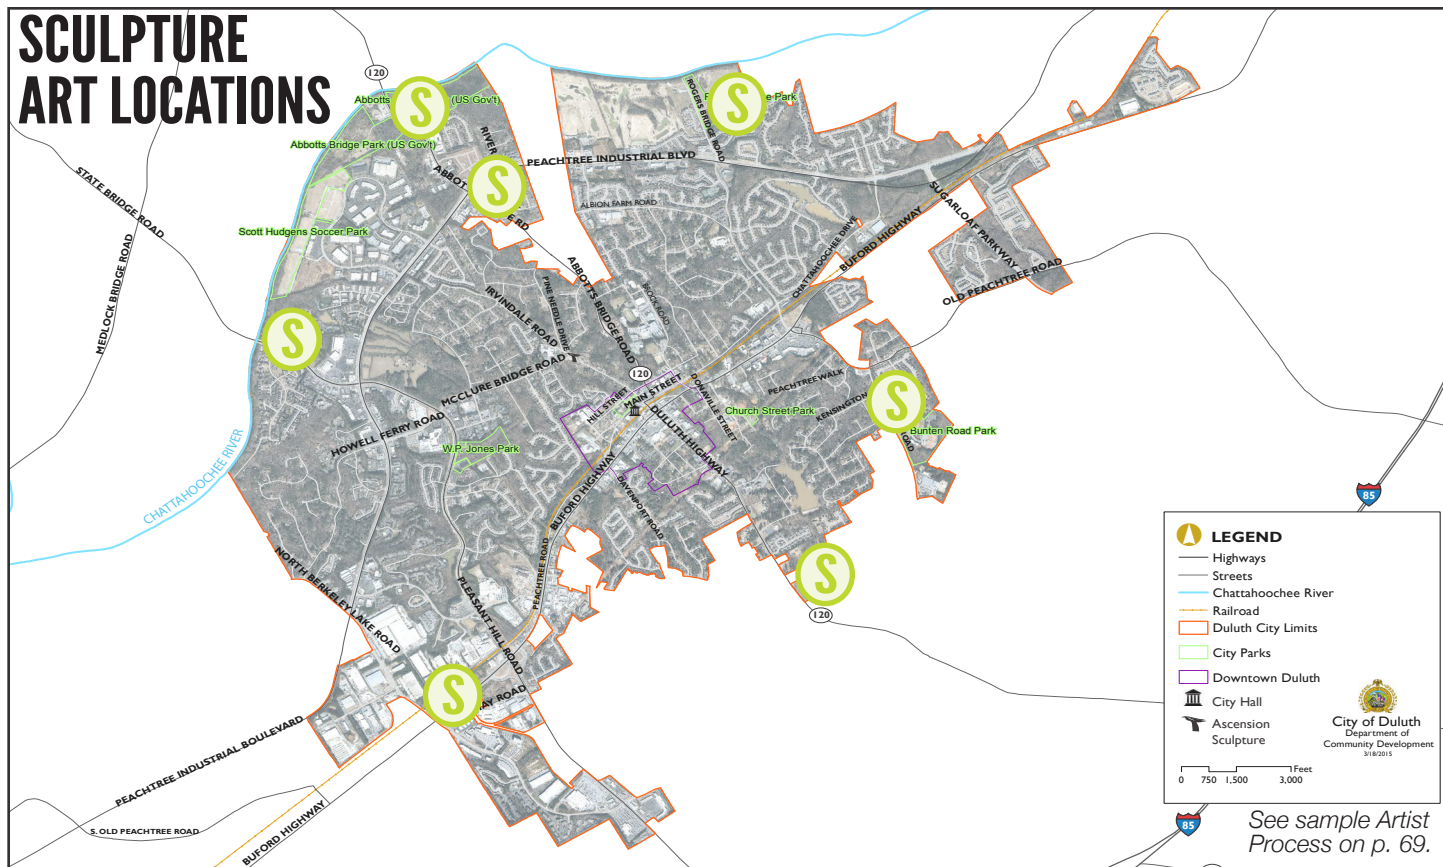 SCULPTURE
ART LOCATIONS
120
Abbotts
(US Gov't)
Abbotts Bridge Park (US Gov't)
RIVER
S
S
S
Park
ROGERS BRIDGE ROAD
PEACHTREE INDUSTRIAL BLVD
STATE BRIDGE ROAD
MEDLOCK BRIDGE ROAD
RD
ALBION FARM ROAD
SUGARLOAF PARKWAY
Scott Hudgens Soccer Park
CHATTAHOOCHEE DRIVE
BUFORD HIGHWAY
OLD PEACHTREE ROAD
ABBOTTS BRIDGE ROAD
BROCK ROAD
PINE NEEDLE DRIVE
IRVINDALE ROAD
S
MCCLURE BRIDGE ROAD
120
HILL STREET
MAIN STREET
DONAVILLE STREET
PEACHTREE WALK
KENSINGTON
S
Church Street Park
Bunten Road Park
HOWELL FERRY ROAD
W.P. Jones Park
DULUTH HIGHWAY
BUFORD HIGHWAY
DAVENPORT ROAD
CHATTAHOOCHEE RIVER
85
NORTH BERKELEY LAKE ROAD
PLEASANT HILL ROAD
PEACHTREE ROAD
S
120
S
ROAD
PEACHTREE INDUSTRIAL BOULEVARD
S. OLD PEACHTREE ROAD
BUFORD HIGHWAY
LEGEND
Highways
Streets
Chattahoochee River
Railroad
Duluth City Limits
City Parks
Downtown Duluth
City Hall
Ascension
Sculpture
City of Duluth
Department of
Community Development
3/18/2015
Feet
0 750 1,500 3,000
85
See sample Artist
Process on p. 69.